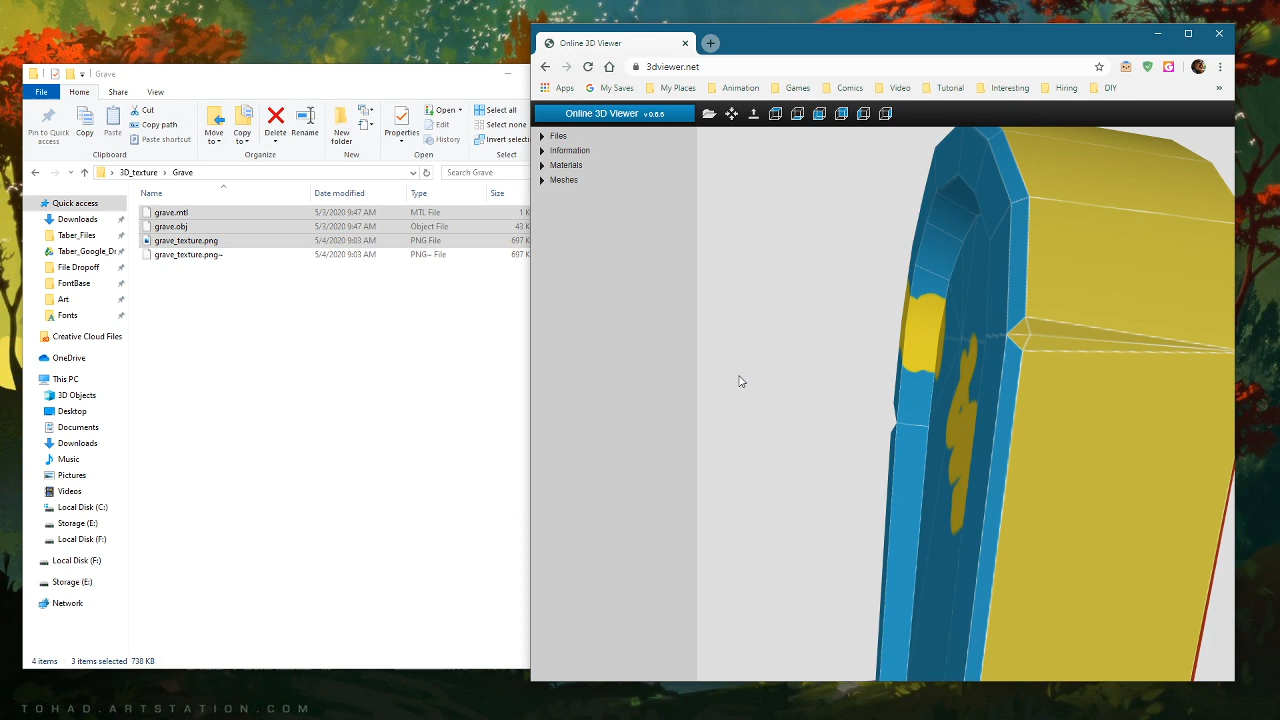 Grave
File Home Share View
Pin to Quick access
Copy
Paste
Cut
Copy path
Paste shortcut
Clipboard
Move to
Copy to
Delete
Rename
Organize
New folder
New
Properties
Open
Edit
History
Open
Select all
Select none
Invert selecti
Select
3D_texture Grave
Search Grave
Name Date modified Type Size
grave.mtl 5/3/2020 9:47 AM MTL File 1 K
grave.obj 5/3/2020 9:47 AM Object File 43 K
grave_texture.png 5/4/2020 9:03 AM PNG File 697 K
grave_texture.png~ 5/4/2020 9:03 AM PNG~ File 697 K
Quick access
Downloads
Taber_Files
Taber_Google_Dr
File Dropoff
FontBase
Art
Fonts
Creative Cloud Files
OneDrive
This PC
3D Objects
Desktop
Documents
Downloads
Music
Pictures
Videos
Local Disk (C:)
Storage (E:)
Local Disk (F:)
Local Disk (F:)
Storage (E:)
Network
4 items 3 items selected 738 KB
Online 3D Viewer
3dviewer.net
Apps My Saves My Places Animation Games Comics Video Tutorial Interesting Hiring DIY »
Online 3D Viewer v 0.6.6
Files
Information
Materials
Meshes
TOHAD.ARTSTATION.COM